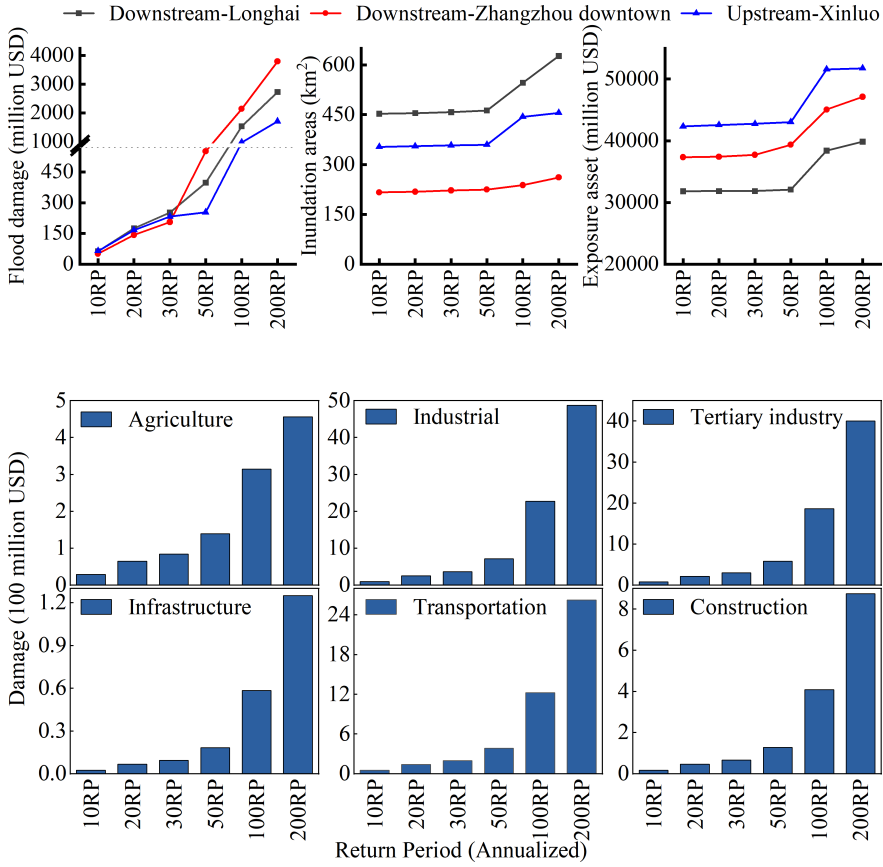 Downstream-Longhai Downstream-Zhangzhou downtown Upstream-Xinluo
Flood damage (million USD)
4000
3000
2000
1000
450
300
150
0
10RP 20RP 30RP 50RP 100RP 200RP
Inundation areas (km²)
600
450
300
150
0
10RP 20RP 30RP 50RP 100RP 200RP
Exposure asset (million USD)
50000
40000
30000
20000
10RP 20RP 30RP 50RP 100RP 200RP
Damage (100 million USD)
Agriculture
5
4
3
2
1
0
Industrial
50
40
30
20
10
0
Tertiary industry
40
30
20
10
0
Infrastructure
1.2
0.9
0.6
0.3
0.0
10RP 20RP 30RP 50RP 100RP 200RP
Transportation
24
18
12
6
0
10RP 20RP 30RP 50RP 100RP 200RP
Construction
8
6
4
2
0
10RP 20RP 30RP 50RP 100RP 200RP
Return Period (Annualized)